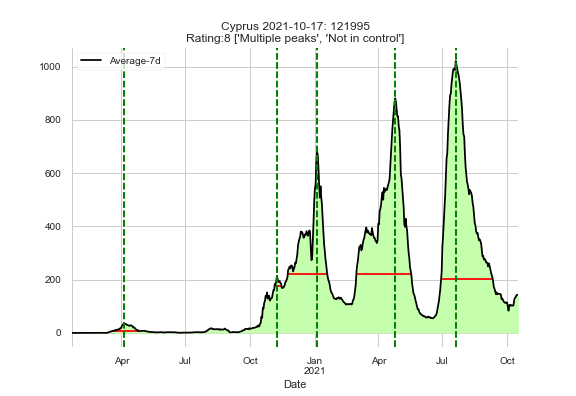 Cyprus 2021-10-17: 121995
Rating:8 ['Multiple peaks', 'Not in control']
Average-7d
1000
800
600
400
200
0
Apr
Jul
Oct
Jan
2021
Apr
Jul
Oct
Date